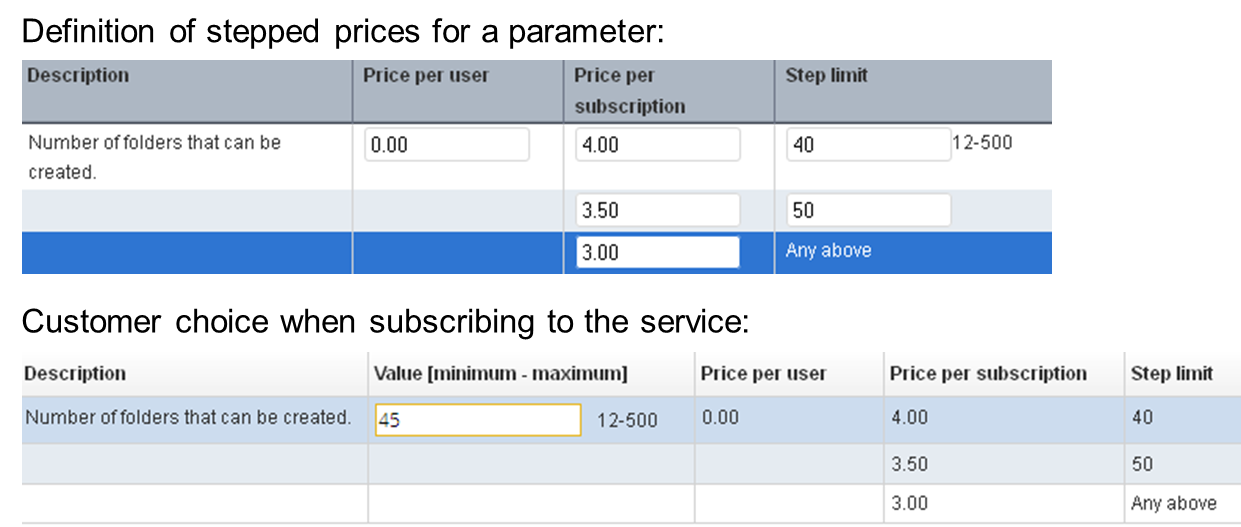 Definition of stepped prices for a parameter:
Description Price per user Price per subscription Step limit
Number of folders that can be created. 0.00 4.00 40 12-500
3.50 50
3.00 Any above
Customer choice when subscribing to the service:
Description Value [minimum - maximum] Price per user Price per subscription Step limit
Number of folders that can be created. 45 12-500 0.00 4.00 40
3.50 50
3.00 Any above